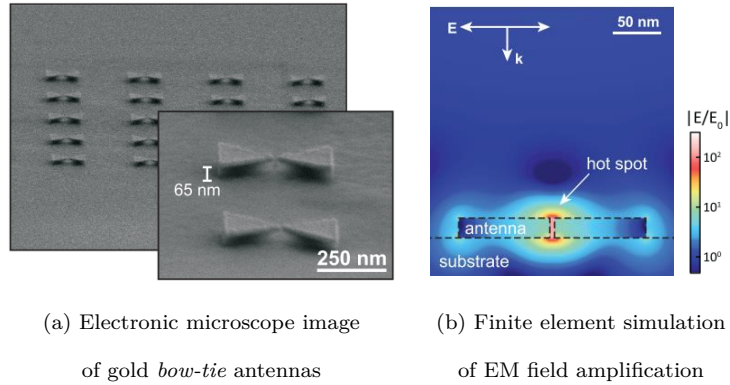 65 nm
250 nm
E
k
50 nm
|E/E₀|
hot spot
10²
10¹
10⁰
antenna
substrate
(a) Electronic microscope image
of gold bow-tie antennas
(b) Finite element simulation
of EM field amplification